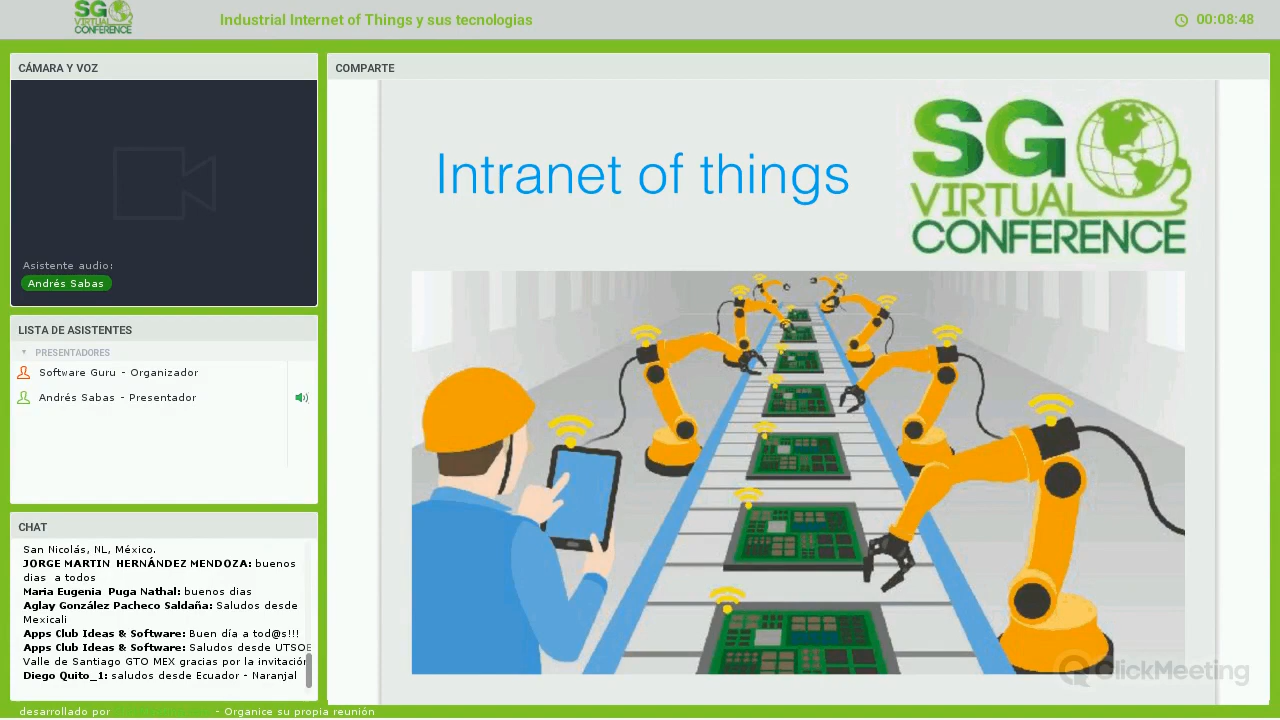 SG
VIRTUAL
CONFERENCE
Industrial Internet of Things y sus tecnologias
00:08:48
CÁMARA Y VOZ
Asistente audio:
Andrés Sabas
LISTA DE ASISTENTES
PRESENTADORES
Software Guru - Organizador
Andrés Sabas - Presentador
CHAT
San Nicolás, NL, México.
JORGE MARTIN HERNÁNDEZ MENDOZA: buenos
dias a todos
Maria Eugenia Puga Nathal: buenos dias
Aglay González Pacheco Saldaña: Saludos desde
Mexicali
Apps Club Ideas & Software: Buen día a tod@s!!!
Apps Club Ideas & Software: Saludos desde UTSOE
Valle de Santiago GTO MEX gracias por la invitación
Diego Quito_1: saludos desde Ecuador - Naranjal
desarrollado por - Organice su propia reunión
COMPARTE
Intranet of things
SG
VIRTUAL
CONFERENCE
ClickMeeting